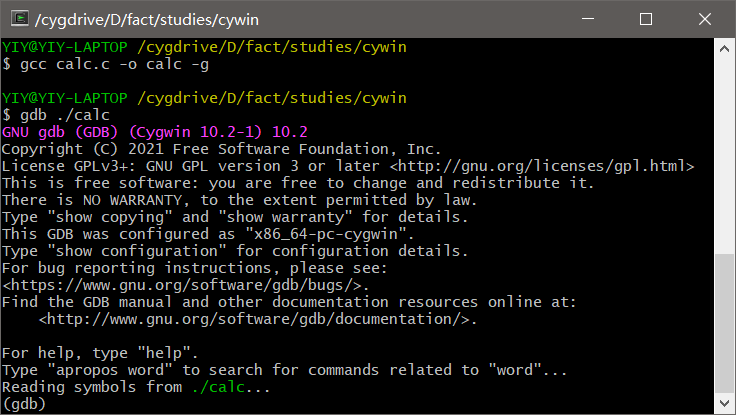 /cygdrive/D/fact/studies/cywin
YIY@YIY-LAPTOP /cygdrive/D/fact/studies/cywin
$ gcc calc.c -o calc -g
YIY@YIY-LAPTOP /cygdrive/D/fact/studies/cywin
$ gdb ./calc
GNU gdb (GDB) (Cygwin 10.2-1) 10.2
Copyright (C) 2021 Free Software Foundation, Inc.
License GPLv3+: GNU GPL version 3 or later <http://gnu.org/licenses/gpl.html>
This is free software: you are free to change and redistribute it.
There is NO WARRANTY, to the extent permitted by law.
Type "show copying" and "show warranty" for details.
This GDB was configured as "x86_64-pc-cygwin".
Type "show configuration" for configuration details.
For bug reporting instructions, please see:
<https://www.gnu.org/software/gdb/bugs/>.
Find the GDB manual and other documentation resources online at:
    <http://www.gnu.org/software/gdb/documentation/>.
For help, type "help".
Type "apropos word" to search for commands related to "word"...
Reading symbols from ./calc...
(gdb)